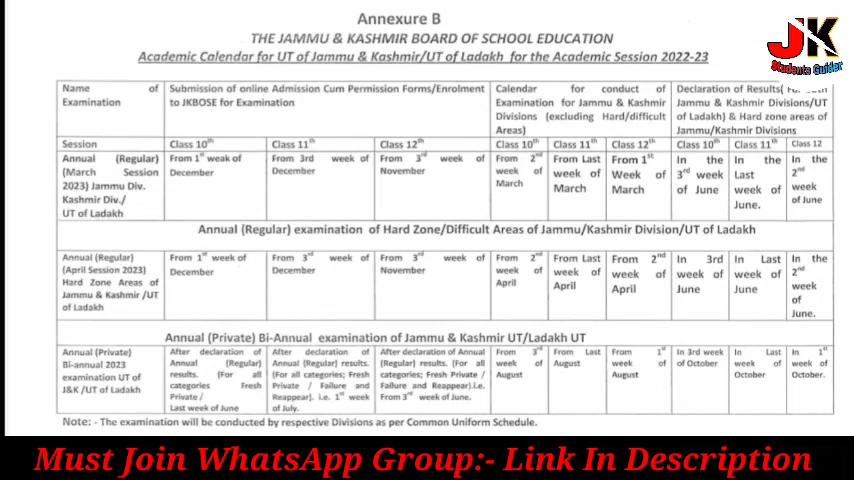 Annexure B
THE JAMMU & KASHMIR BOARD OF SCHOOL EDUCATION
Academic Calendar for UT of Jammu & Kashmir/UT of Ladakh for the Academic Session 2022-23
JK
Students Guider
Name of
Examination
Submission of online Admission Cum Permission Forms/Enrolment
to JKBOSE for Examination
Calendar for conduct of
Examination for Jammu & Kashmir
Divisions (excluding Hard/difficult
Areas)
Declaration of Results(
Jammu & Kashmir Divisions/UT
of Ladakh) & Hard zone areas of
Jammu/Kashmir Divisions
Session
Class 10th
Class 11th
Class 12th
Class 10th
Class 11th
Class 12th
Class 10th
Class 11th
Class 12
Annual (Regular)
(March Session
2023) Jammu Div.
Kashmir Div./
UT of Ladakh
From 1st weak of
December
From 3rd week of
December
From 3rd week of
November
From 2nd
week of
March
From Last
week of
March
From 1st
Week of
March
In the
3rd week
of June
In the
Last
week of
June.
In the
2nd
week
of June
Annual (Regular) examination of Hard Zone/Difficult Areas of Jammu/Kashmir Division/UT of Ladakh
Annual (Regular)
(April Session 2023)
Hard Zone Areas of
Jammu & Kashmir /UT
of Ladakh
From 1st week of
December
From 3rd week of
December
From 3rd week of
November
From 2nd
week of
April
From Last
week of
April
From 2nd
week of
April
In 3rd
week of
June
In Last
week of
June
In the
2nd
week
of
June.
Annual (Private) Bi-Annual examination of Jammu & Kashmir UT/Ladakh UT
Annual (Private)
Bi-annual 2023
examination UT of
J&K /UT of Ladakh
After declaration of
Annual (Regular)
results. (For all
categories Fresh
Private /
Last week of June
After declaration of
Annual (Regular) results.
(For all categories; Fresh
Private / Failure and
Reappear). i.e. 1st week
of July.
After declaration of Annual
(Regular) results. (For all
categories; Fresh Private /
Failure and Reappear).i.e.
From 3rd week of June.
From 3rd
week of
August
From Last
August
From 1st
week of
August
In 3rd week
of October
In Last
week of
October
In 1st
week of
October.
Note: - The examination will be conducted by respective Divisions as per Common Uniform Schedule.
Must Join WhatsApp Group:- Link In Description